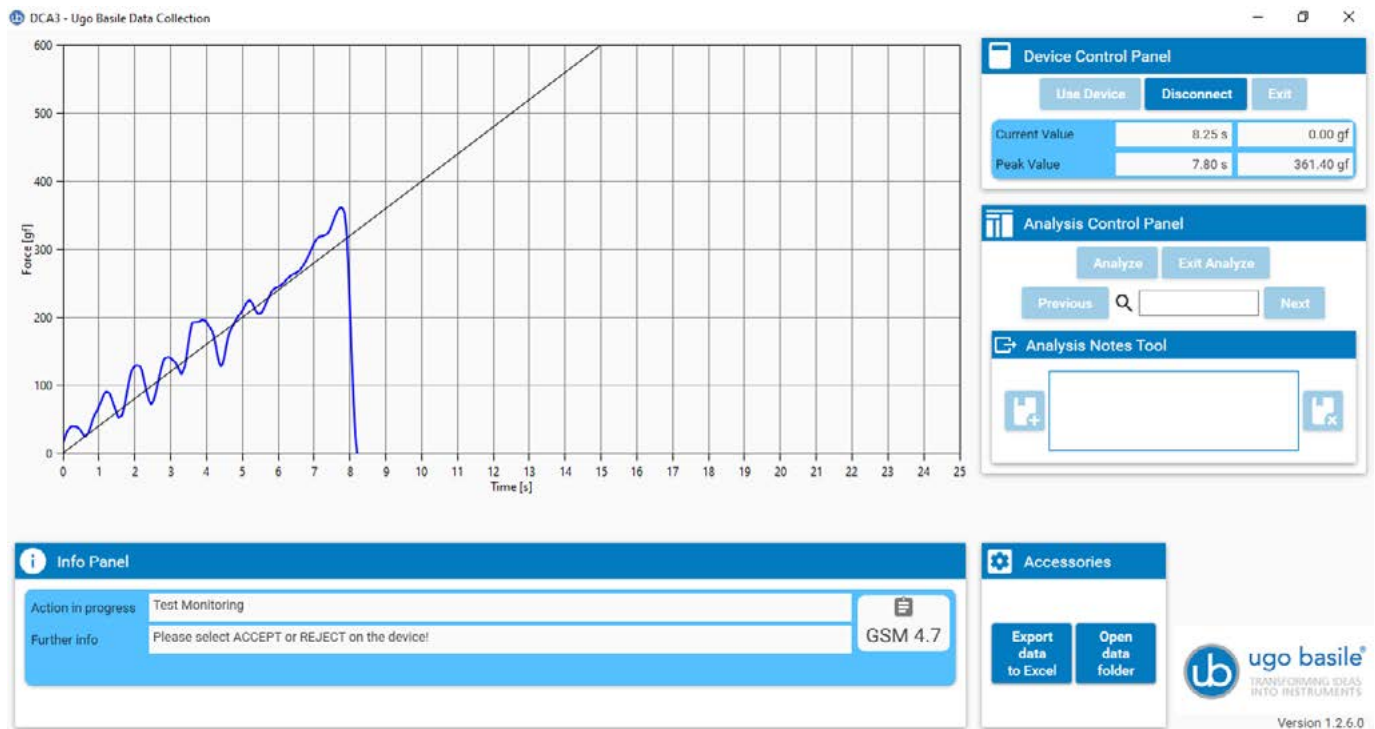 DCA3 - Ugo Basile Data Collection
600
500
400
300
200
100
0
Force [gf]
0 1 2 3 4 5 6 7 8 9 10 11 12 13 14 15 16 17 18 19 20 21 22 23 24 25
Time [s]
Device Control Panel
Use Device Disconnect Exit
Current Value 8.25 s 0.00 gf
Peak Value 7.80 s 361.40 gf
Analysis Control Panel
Analyze Exit Analyze
Previous Next
Analysis Notes Tool
i Info Panel
Action in progress Test Monitoring
Further info Please select ACCEPT or REJECT on the device!
GSM 4.7
Accessories
Export data to Excel
Open data folder
ub ugo basile®
TRANSFORMING IDEAS
INTO INSTRUMENTS
Version 1.2.6.0